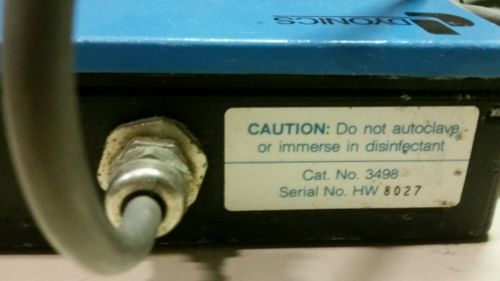 DYONICS
CAUTION: Do not autoclave
or immerse in disinfectant
Cat. No. 3498
Serial No. HW 8027